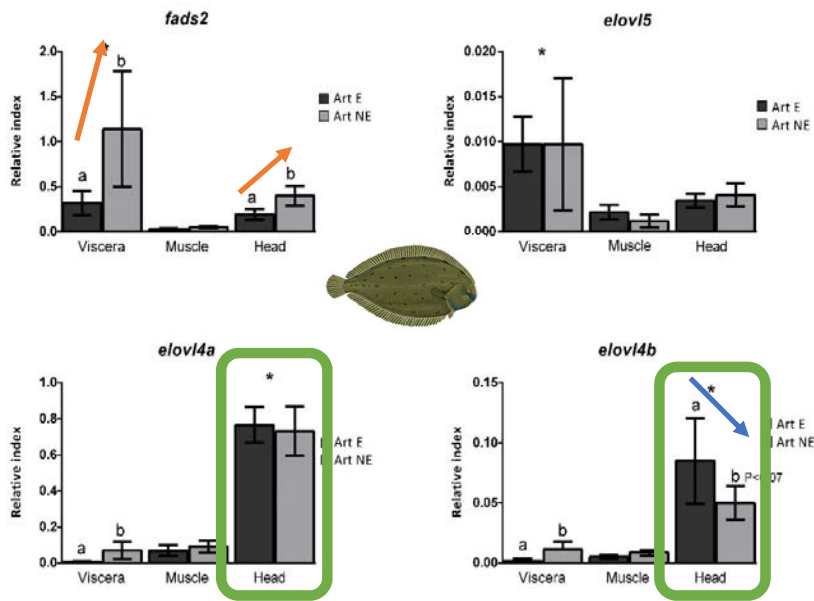 fads2
2.0
1.5
1.0
0.5
0.0
Relative index
*
a
b
a
b
Viscera
Muscle
Head
Art E
Art NE
elovl5
0.020
0.015
0.010
0.005
0.000
Relative index
*
Viscera
Muscle
Head
Art E
Art NE
elovl4a
1.0
0.8
0.6
0.4
0.2
0.0
Relative index
*
a
b
Viscera
Muscle
Head
Art E
Art NE
elovl4b
0.15
0.10
0.05
0.00
Relative index
*
a
b
a
b
Viscera
Muscle
Head
Art E
Art NE